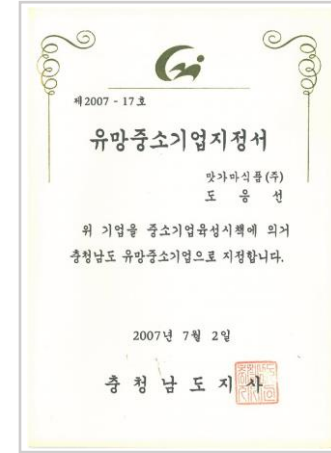 제2007 - 17호
유망중소기업지정서
맛가마식품(주)
도 응 선
위 기업을 중소기업육성시책에 의거
충청남도 유망중소기업으로 지정합니다.
2007년 7월 2일
충 청 남 도 지 사